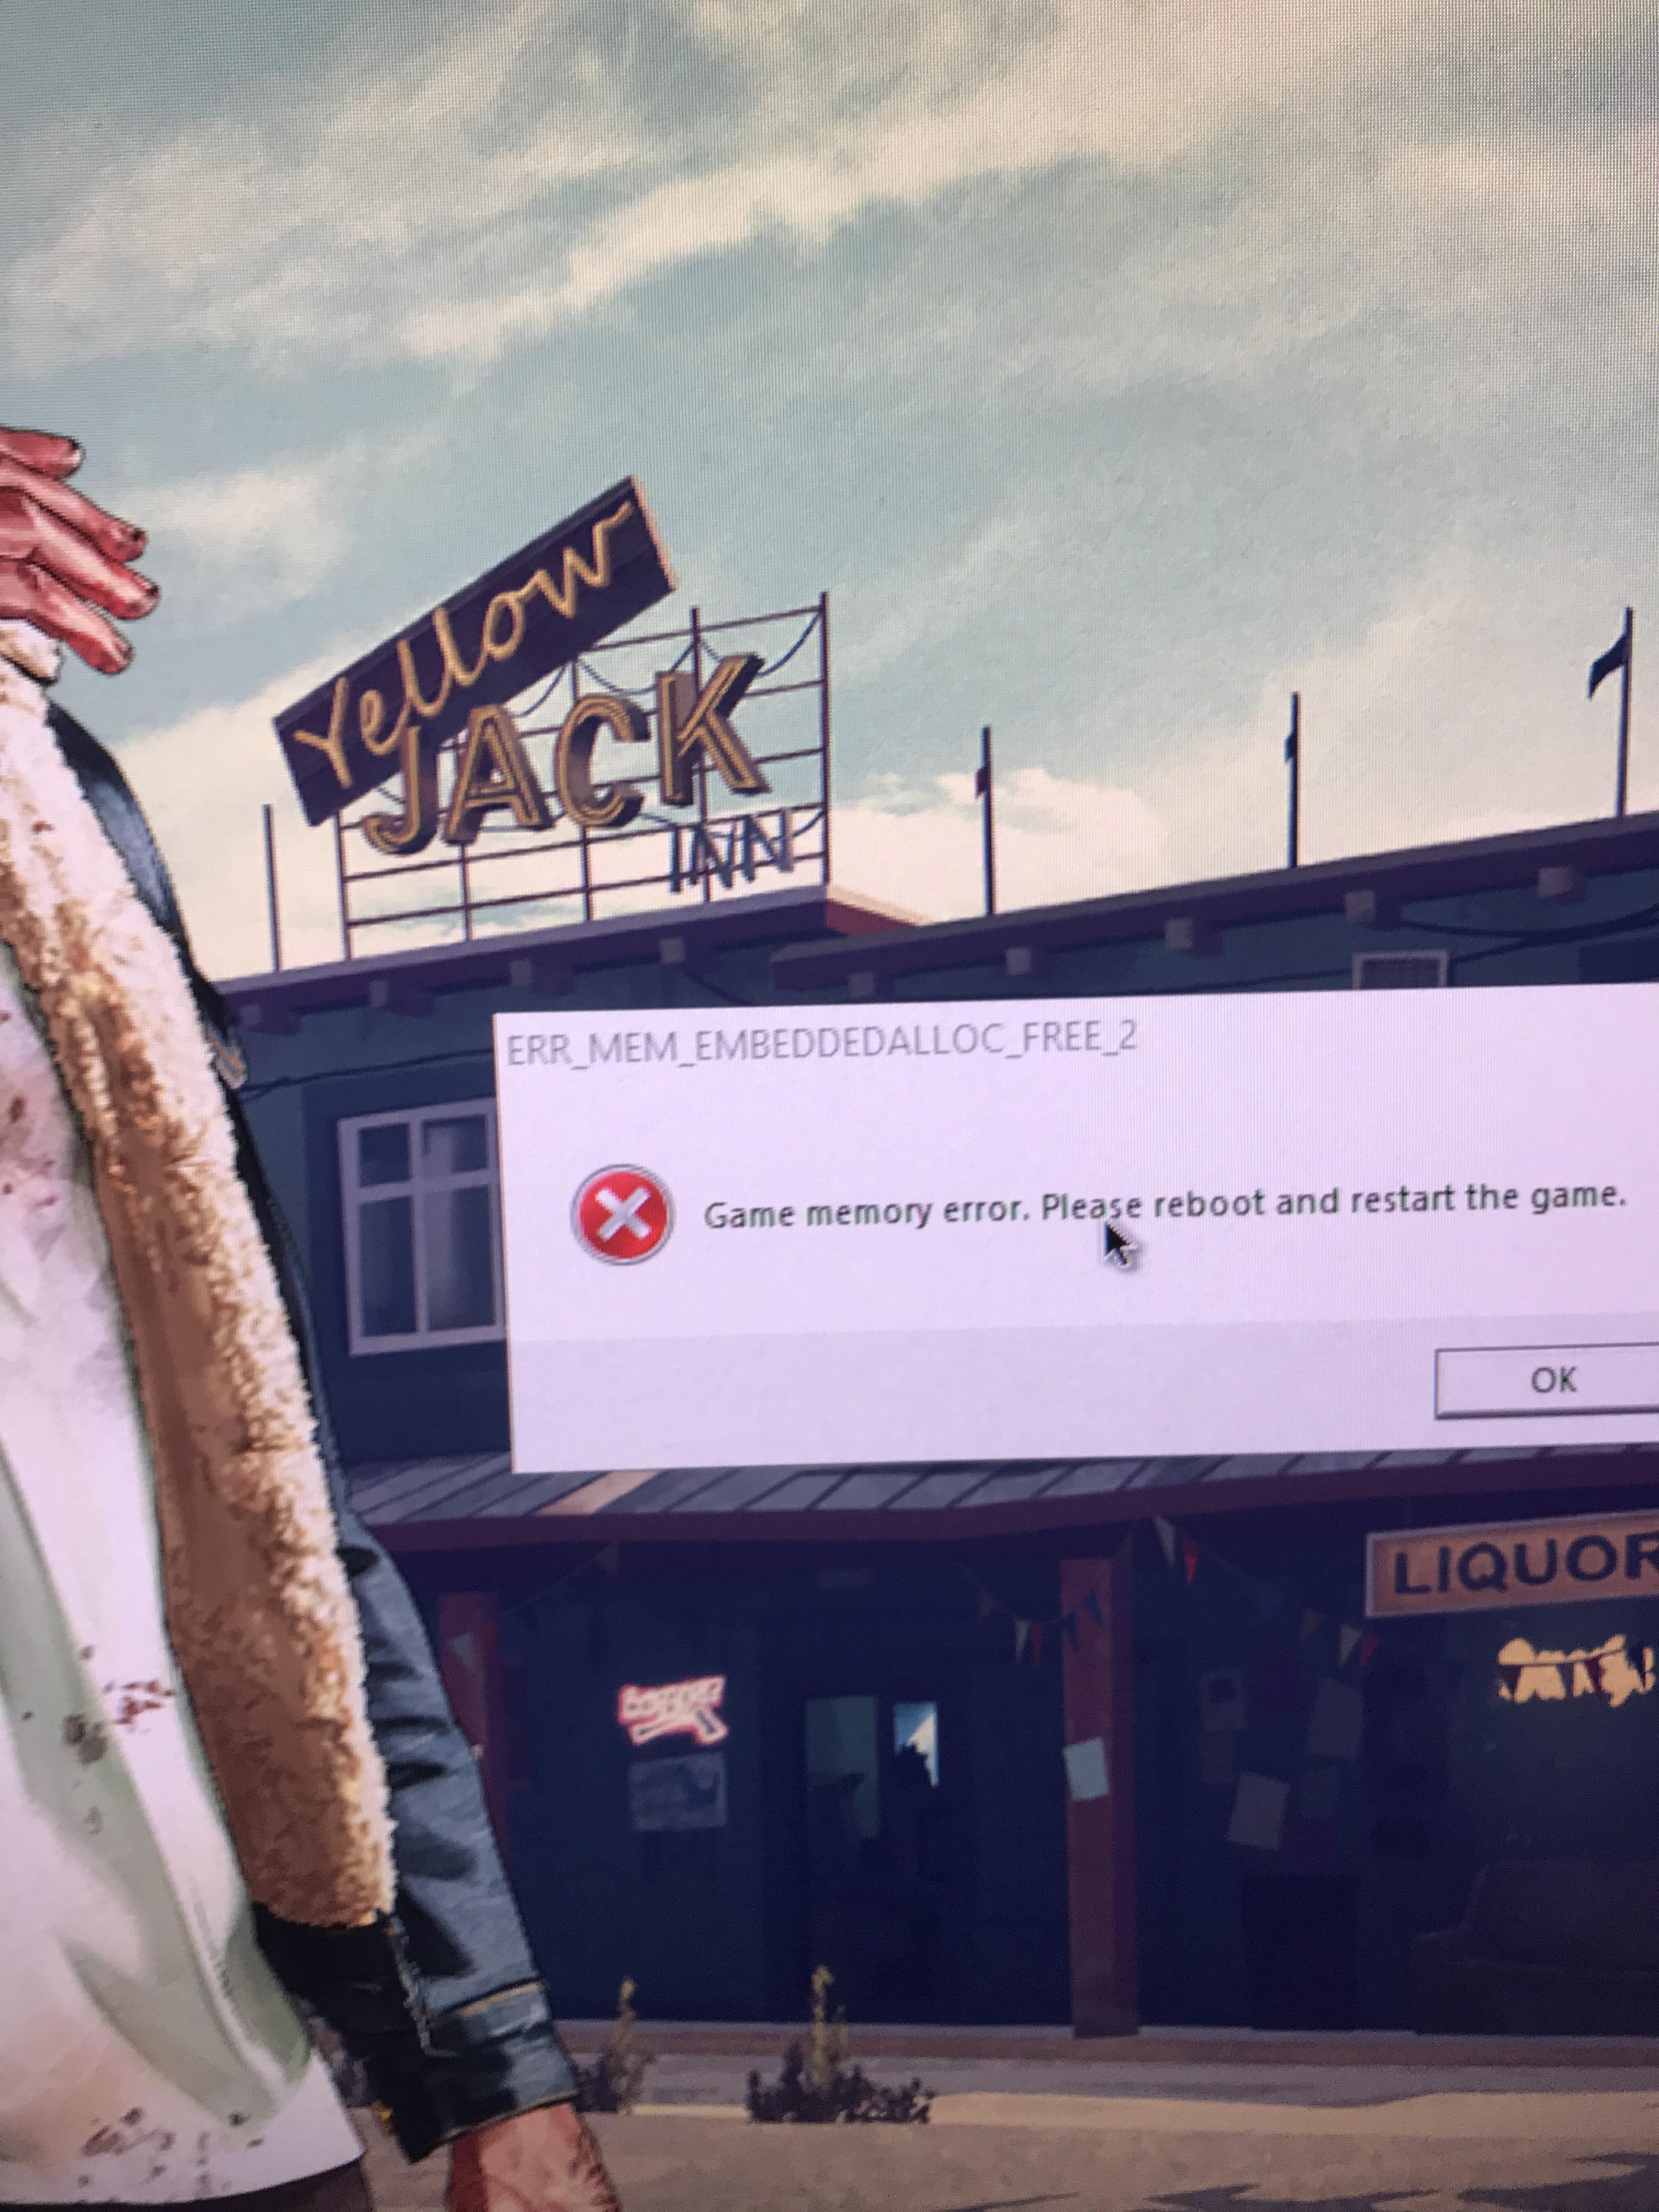 Yellow
JACK
INN
ERR_MEM_EMBEDDEDALLOC_FREE_2
Game memory error. Please reboot and restart the game.
OK
LIQUOR